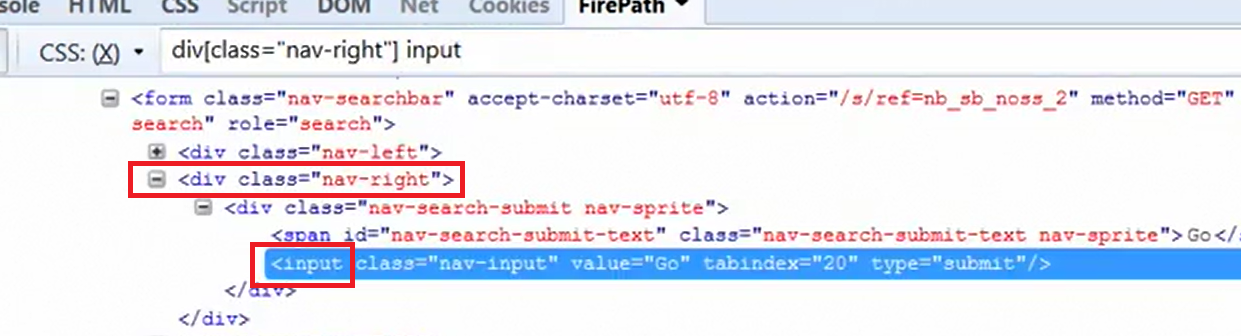 HTML CSS Script DOM Net Cookies FirePath
CSS: (X) div[class="nav-right"] input
<form class="nav-searchbar" accept-charset="utf-8" action="/s/ref=nb_sb_noss_2" method="GET"
search" role="search">
<div class="nav-left">
<div class="nav-right">
<div class="nav-search-submit nav-sprite">
<span id="nav-search-submit-text" class="nav-search-submit-text nav-sprite">Go</s
<input class="nav-input" value="Go" tabindex="20" type="submit"/>
</div>
</div>